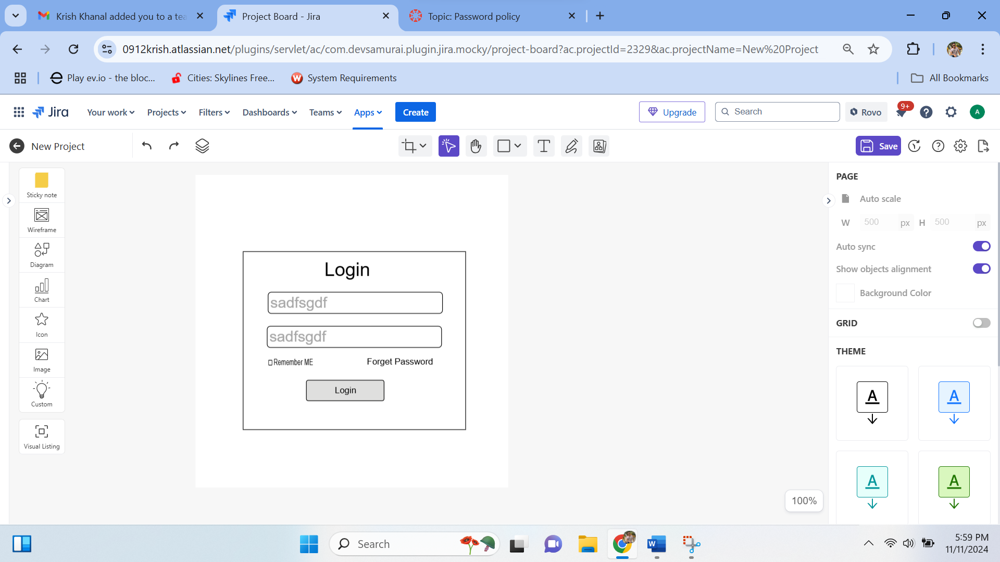 Krish Khanal added you to a tea
Project Board - Jira
Topic: Password policy
0912krish.atlassian.net/plugins/servlet/ac/com.devsamurai.plugin.jira.mocky/project-board?ac.projectId=2329&ac.projectName=New%20Project
Play ev.io - the bloc...
Cities: Skylines Free...
System Requirements
All Bookmarks
Jira
Your work
Projects
Filters
Dashboards
Teams
Apps
Create
Upgrade
Search
Rovo
9+
A
New Project
T
Save
Sticky note
Wireframe
Diagram
Chart
Icon
Image
Custom
Visual Listing
Login
sadfsgdf
sadfsgdf
Remember ME
Forget Password
Login
100%
PAGE
Auto scale
W 500 px H 500 px
Auto sync
Show objects alignment
Background Color
GRID
THEME
A
A
A
A
Search
W
5:59 PM
11/11/2024